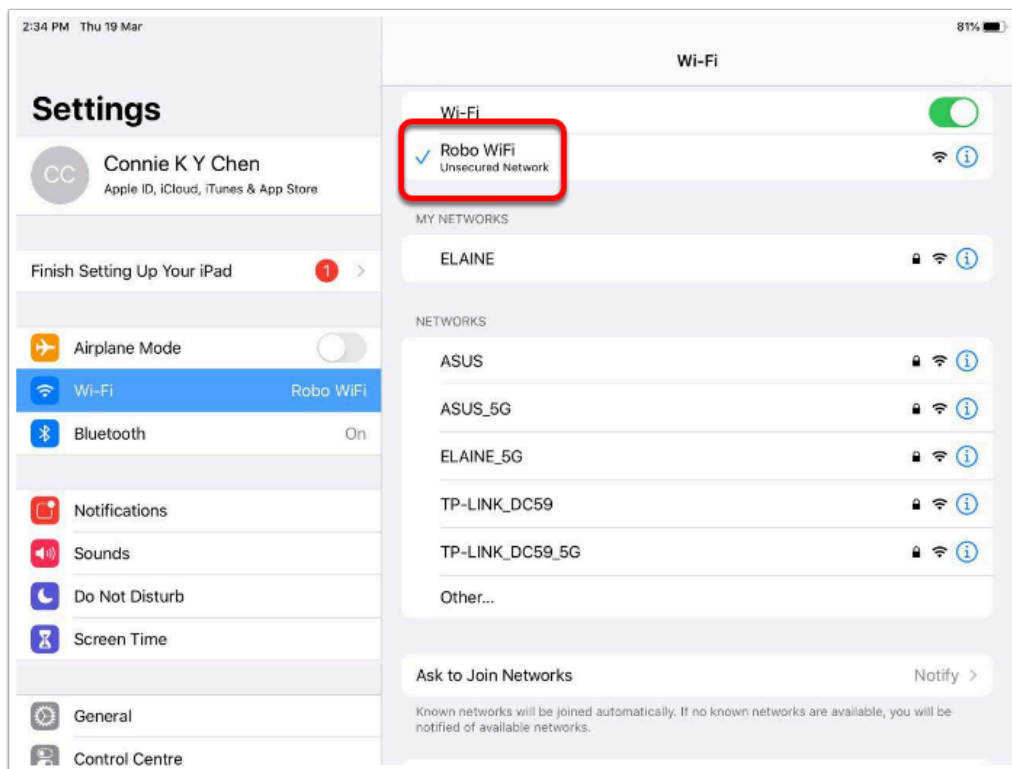 2:34 PM Thu 19 Mar
81%
Settings
CC
Connie K Y Chen
Apple ID, iCloud, iTunes & App Store
Finish Setting Up Your iPad 1
Airplane Mode
Wi-Fi Robo WiFi
Bluetooth On
Notifications
Sounds
Do Not Disturb
Screen Time
General
Control Centre
Wi-Fi
Wi-Fi
Robo WiFi
Unsecured Network
MY NETWORKS
ELAINE
NETWORKS
ASUS
ASUS_5G
ELAINE_5G
TP-LINK_DC59
TP-LINK_DC59_5G
Other...
Ask to Join Networks Notify
Known networks will be joined automatically. If no known networks are available, you will be
notified of available networks.